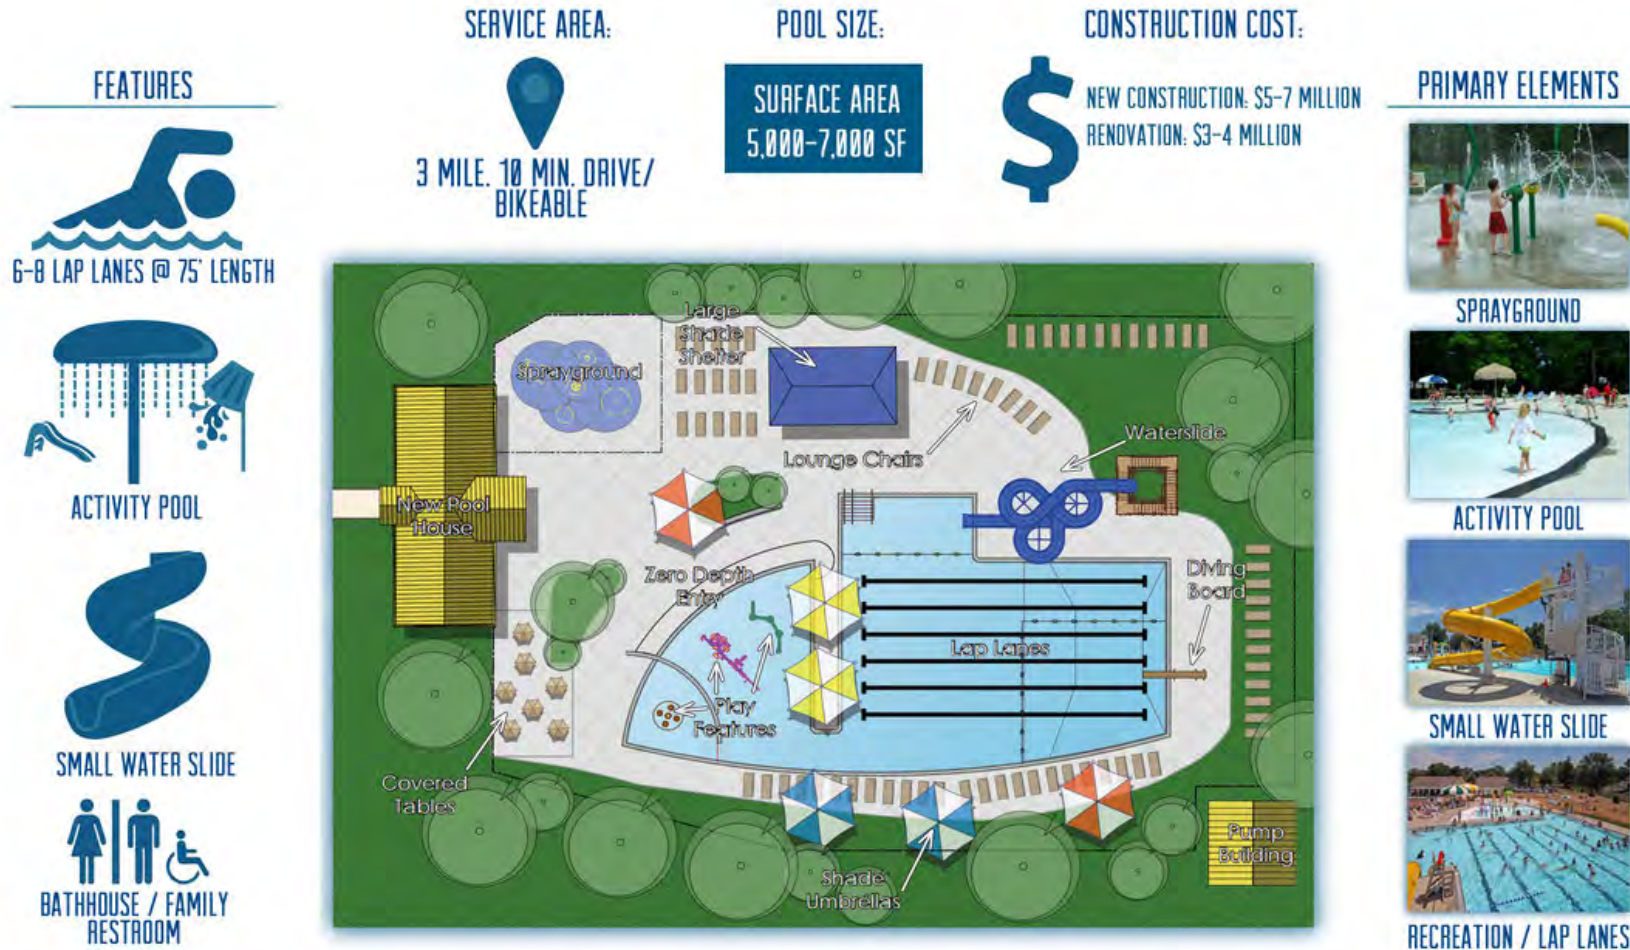 SERVICE AREA:
3 MILE. 10 MIN. DRIVE/
BIKEABLE
POOL SIZE:
SURFACE AREA
5,000-7,000 SF
CONSTRUCTION COST:
$
NEW CONSTRUCTION: $5-7 MILLION
RENOVATION: $3-4 MILLION
FEATURES
6-8 LAP LANES @ 75' LENGTH
ACTIVITY POOL
SMALL WATER SLIDE
BATHHOUSE / FAMILY
RESTROOM
Large
Shade
Shelter
Sprayground
Waterslide
Lounge Chairs
New Pool
House
Zero Depth
Entry
Diving
Board
Lap Lanes
Play
Features
Covered
Tables
Shade
Umbrellas
Pump
Building
PRIMARY ELEMENTS
SPRAYGROUND
ACTIVITY POOL
SMALL WATER SLIDE
RECREATION / LAP LANES